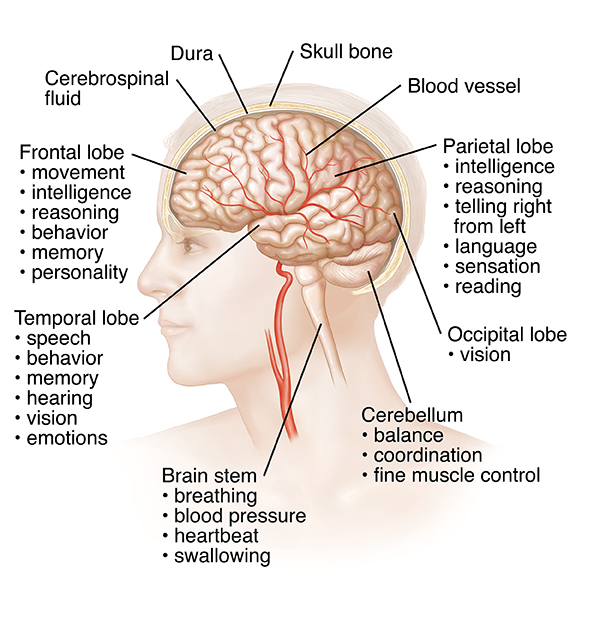 Dura
Skull bone
Cerebrospinal
fluid
Blood vessel
Frontal lobe
• movement
• intelligence
• reasoning
• behavior
• memory
• personality
Parietal lobe
• intelligence
• reasoning
• telling right
from left
• language
• sensation
• reading
Temporal lobe
• speech
• behavior
• memory
• hearing
• vision
• emotions
Occipital lobe
• vision
Cerebellum
• balance
• coordination
• fine muscle control
Brain stem
• breathing
• blood pressure
• heartbeat
• swallowing